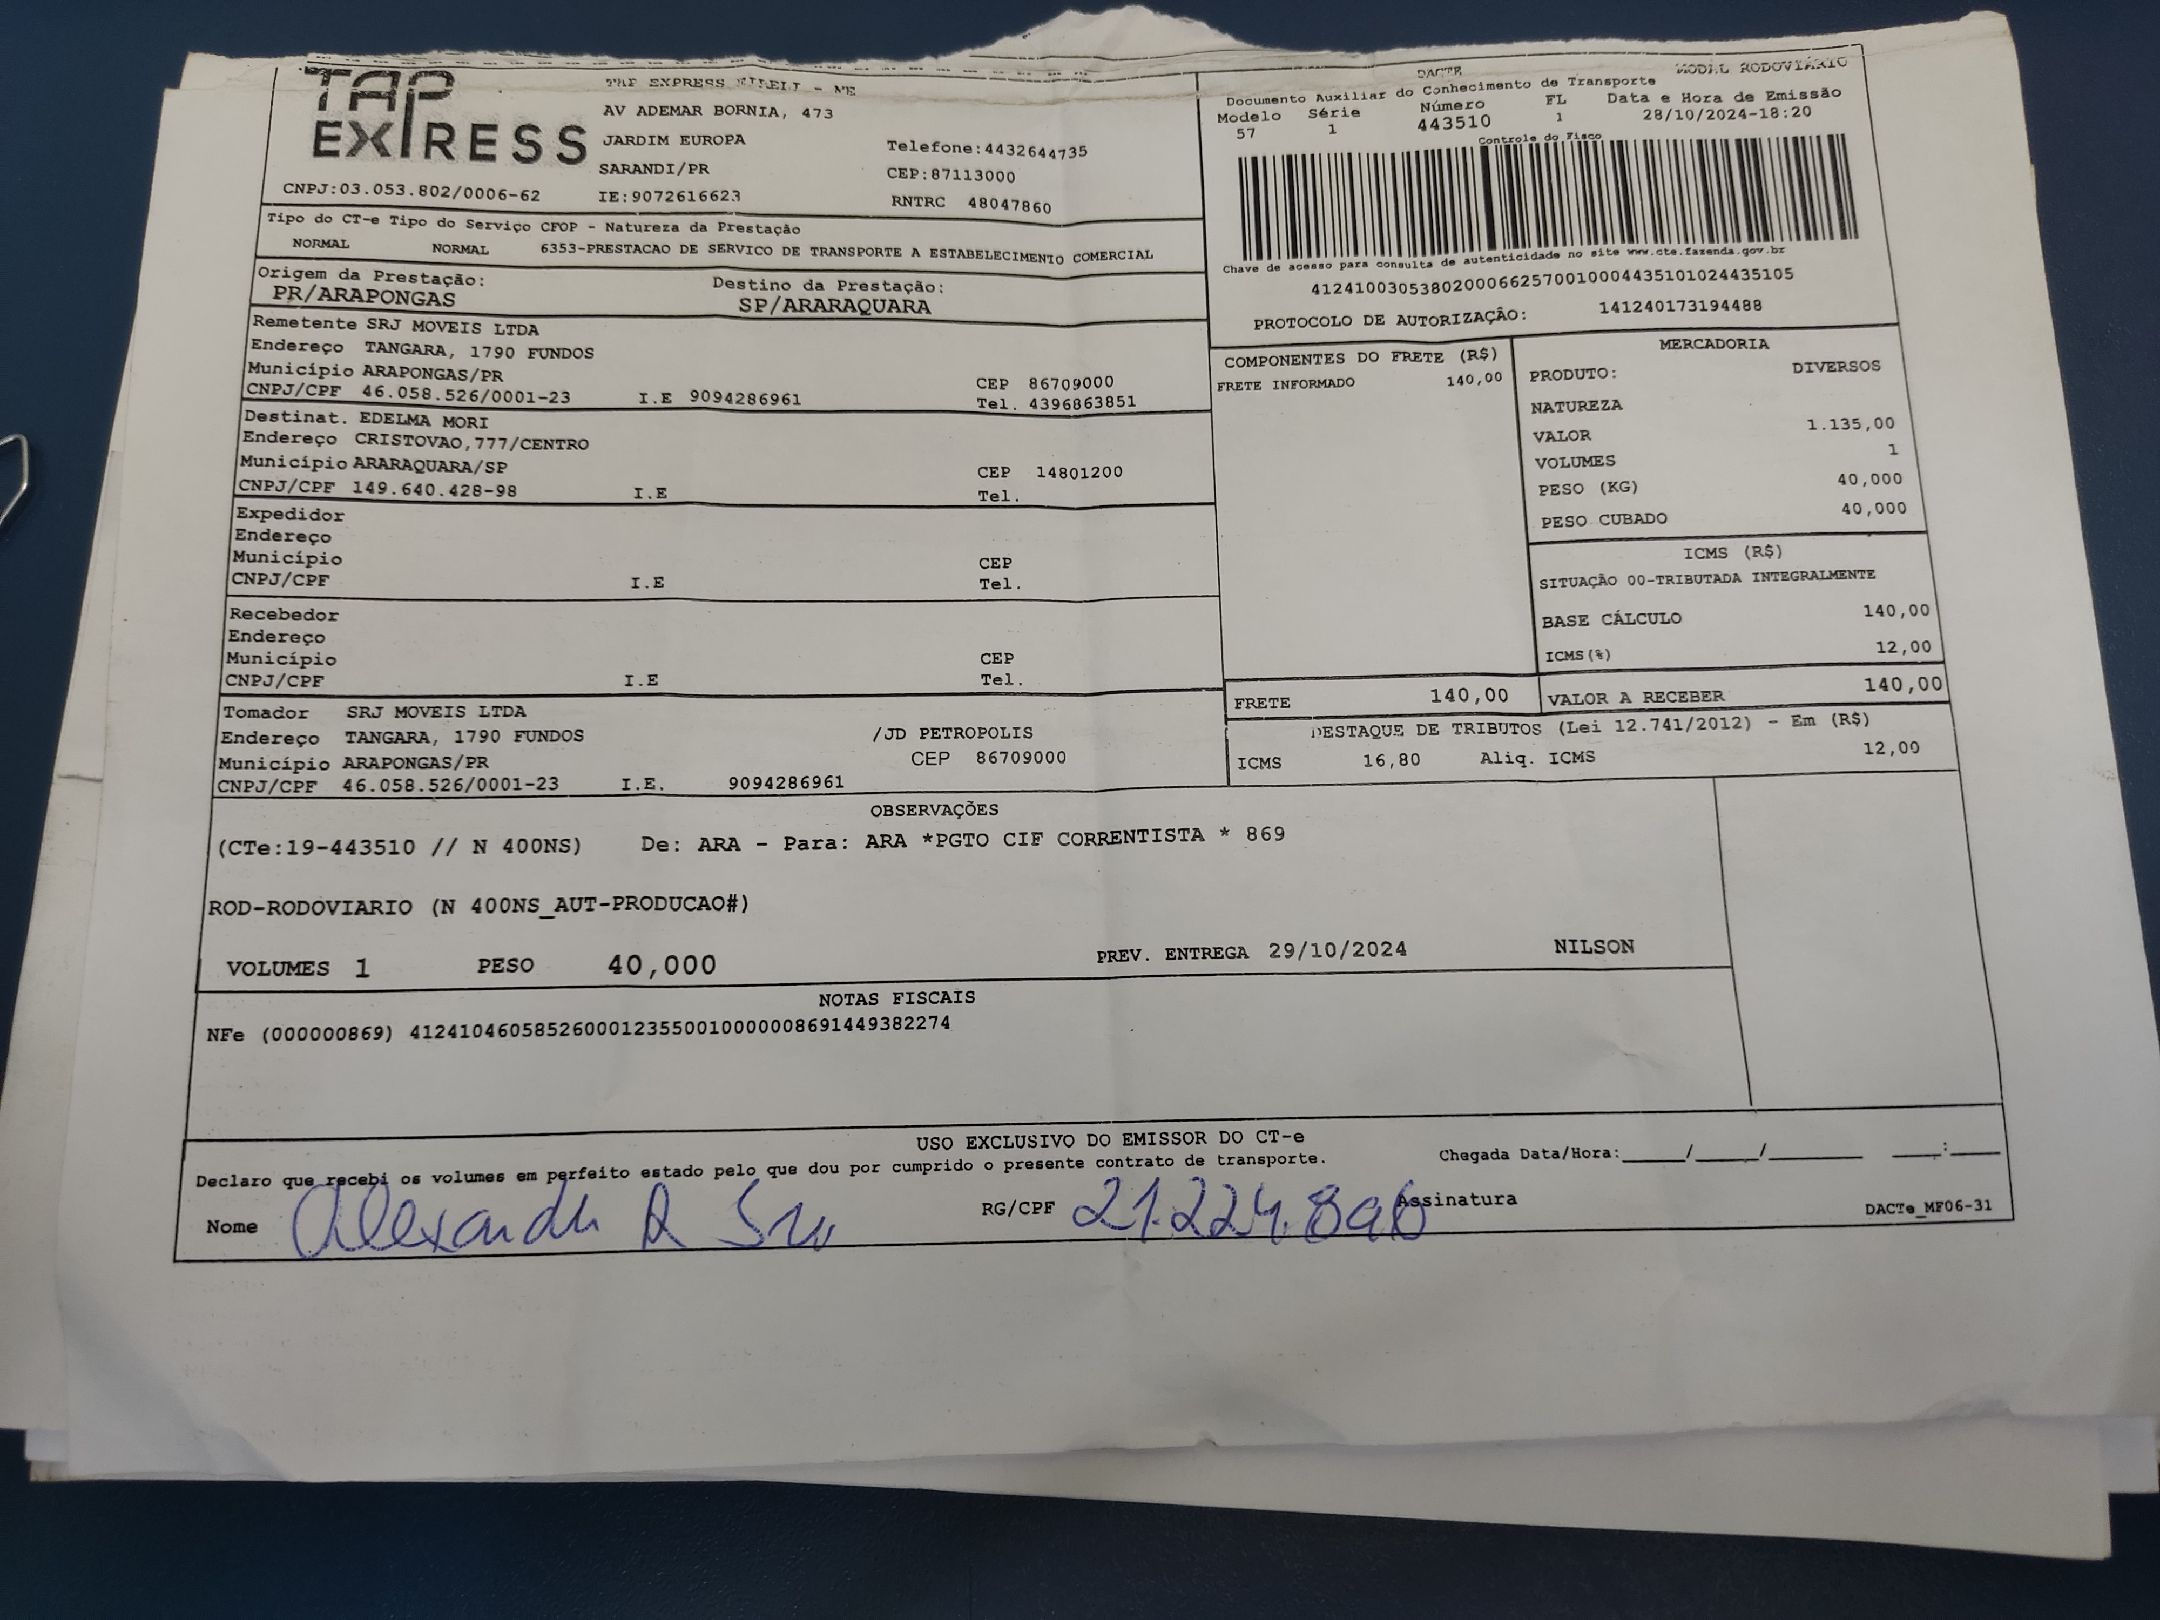 TAP EXPRESS
TAP EXPRESS EIRELI - ME
AV ADEMAR BORNIA, 473
JARDIM EUROPA Telefone:4432644735
SARANDI/PR CEP:87113000
CNPJ:03.053.802/0006-62 IE:9072616623 RNTRC 48047860
DACTE MODAL RODOVIÁRIO
Documento Auxiliar do Conhecimento de Transporte
Modelo Série Número FL Data e Hora de Emissão
57 1 443510 1 28/10/2024-18:20
Controle do Fisco
Chave de acesso para consulta de autenticidade no site www.cte.fazenda.gov.br
41241003053802000662570010004435101024435105
PROTOCOLO DE AUTORIZAÇÃO: 141240173194488
Tipo do CT-e Tipo do Serviço CFOP - Natureza da Prestação
NORMAL NORMAL 6353-PRESTACAO DE SERVICO DE TRANSPORTE A ESTABELECIMENTO COMERCIAL
Origem da Prestação: Destino da Prestação:
PR/ARAPONGAS SP/ARARAQUARA
Remetente SRJ MOVEIS LTDA
Endereço TANGARA, 1790 FUNDOS
Município ARAPONGAS/PR CEP 86709000
CNPJ/CPF 46.058.526/0001-23 I.E 9094286961 Tel. 4396863851
Destinat. EDELMA MORI
Endereço CRISTOVAO,777/CENTRO
Município ARARAQUARA/SP CEP 14801200
CNPJ/CPF 149.640.428-98 I.E Tel.
Expedidor
Endereço
Município CEP
CNPJ/CPF I.E Tel.
Recebedor
Endereço
Município CEP
CNPJ/CPF I.E Tel.
Tomador SRJ MOVEIS LTDA
Endereço TANGARA, 1790 FUNDOS /JD PETROPOLIS
Município ARAPONGAS/PR CEP 86709000
CNPJ/CPF 46.058.526/0001-23 I.E. 9094286961
COMPONENTES DO FRETE (R$)
FRETE INFORMADO 140,00
MERCADORIA
PRODUTO: DIVERSOS
NATUREZA
VALOR 1.135,00
VOLUMES 1
PESO (KG) 40,000
PESO CUBADO 40,000
ICMS (R$)
SITUAÇÃO 00-TRIBUTADA INTEGRALMENTE
BASE CÁLCULO 140,00
ICMS(%) 12,00
FRETE 140,00 VALOR A RECEBER 140,00
DESTAQUE DE TRIBUTOS (Lei 12.741/2012) - Em (R$)
ICMS 16,80 Aliq. ICMS 12,00
OBSERVAÇÕES
(CTe:19-443510 // N 400NS) De: ARA - Para: ARA *PGTO CIF CORRENTISTA * 869
ROD-RODOVIARIO (N 400NS_AUT-PRODUCAO#)
VOLUMES 1 PESO 40,000 PREV. ENTREGA 29/10/2024 NILSON
NOTAS FISCAIS
NFe (000000869) 41241046058526000123550010000008691449382274
USO EXCLUSIVO DO EMISSOR DO CT-e
Declaro que recebi os volumes em perfeito estado pelo que dou por cumprido o presente contrato de transporte. Chegada Data/Hora:_____/_____/________ ____:____
Nome RG/CPF 21.224.896 Assinatura DACTe_MF06-31